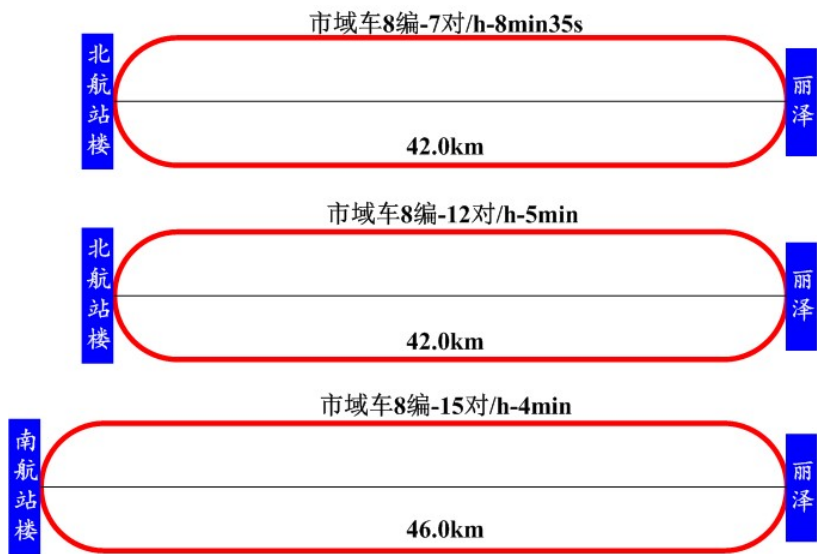 市域车8编-7对/h-8min35s
北航站楼
丽泽
42.0km
市域车8编-12对/h-5min
北航站楼
丽泽
42.0km
市域车8编-15对/h-4min
南航站楼
丽泽
46.0km